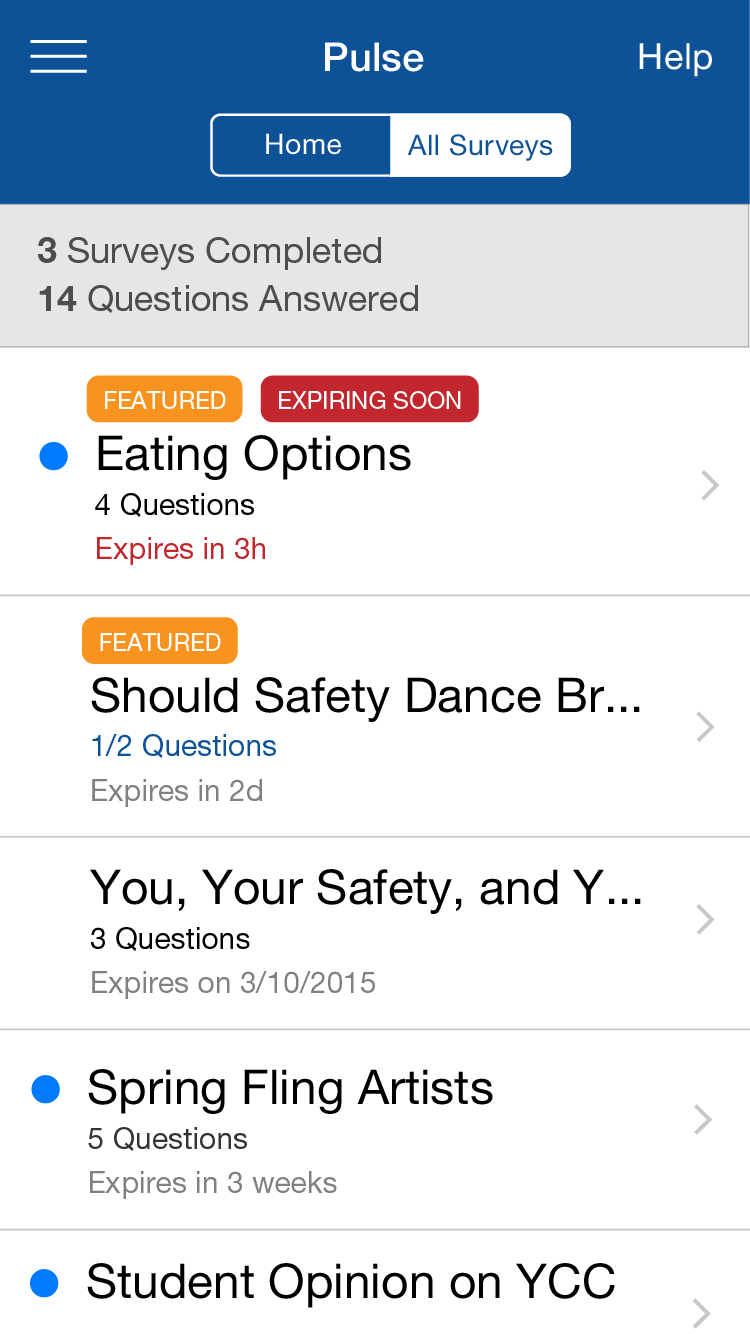 Pulse
Help
Home
All Surveys
3 Surveys Completed
14 Questions Answered
FEATURED
EXPIRING SOON
Eating Options
4 Questions
Expires in 3h
FEATURED
Should Safety Dance Br...
1/2 Questions
Expires in 2d
You, Your Safety, and Y...
3 Questions
Expires on 3/10/2015
Spring Fling Artists
5 Questions
Expires in 3 weeks
Student Opinion on YCC